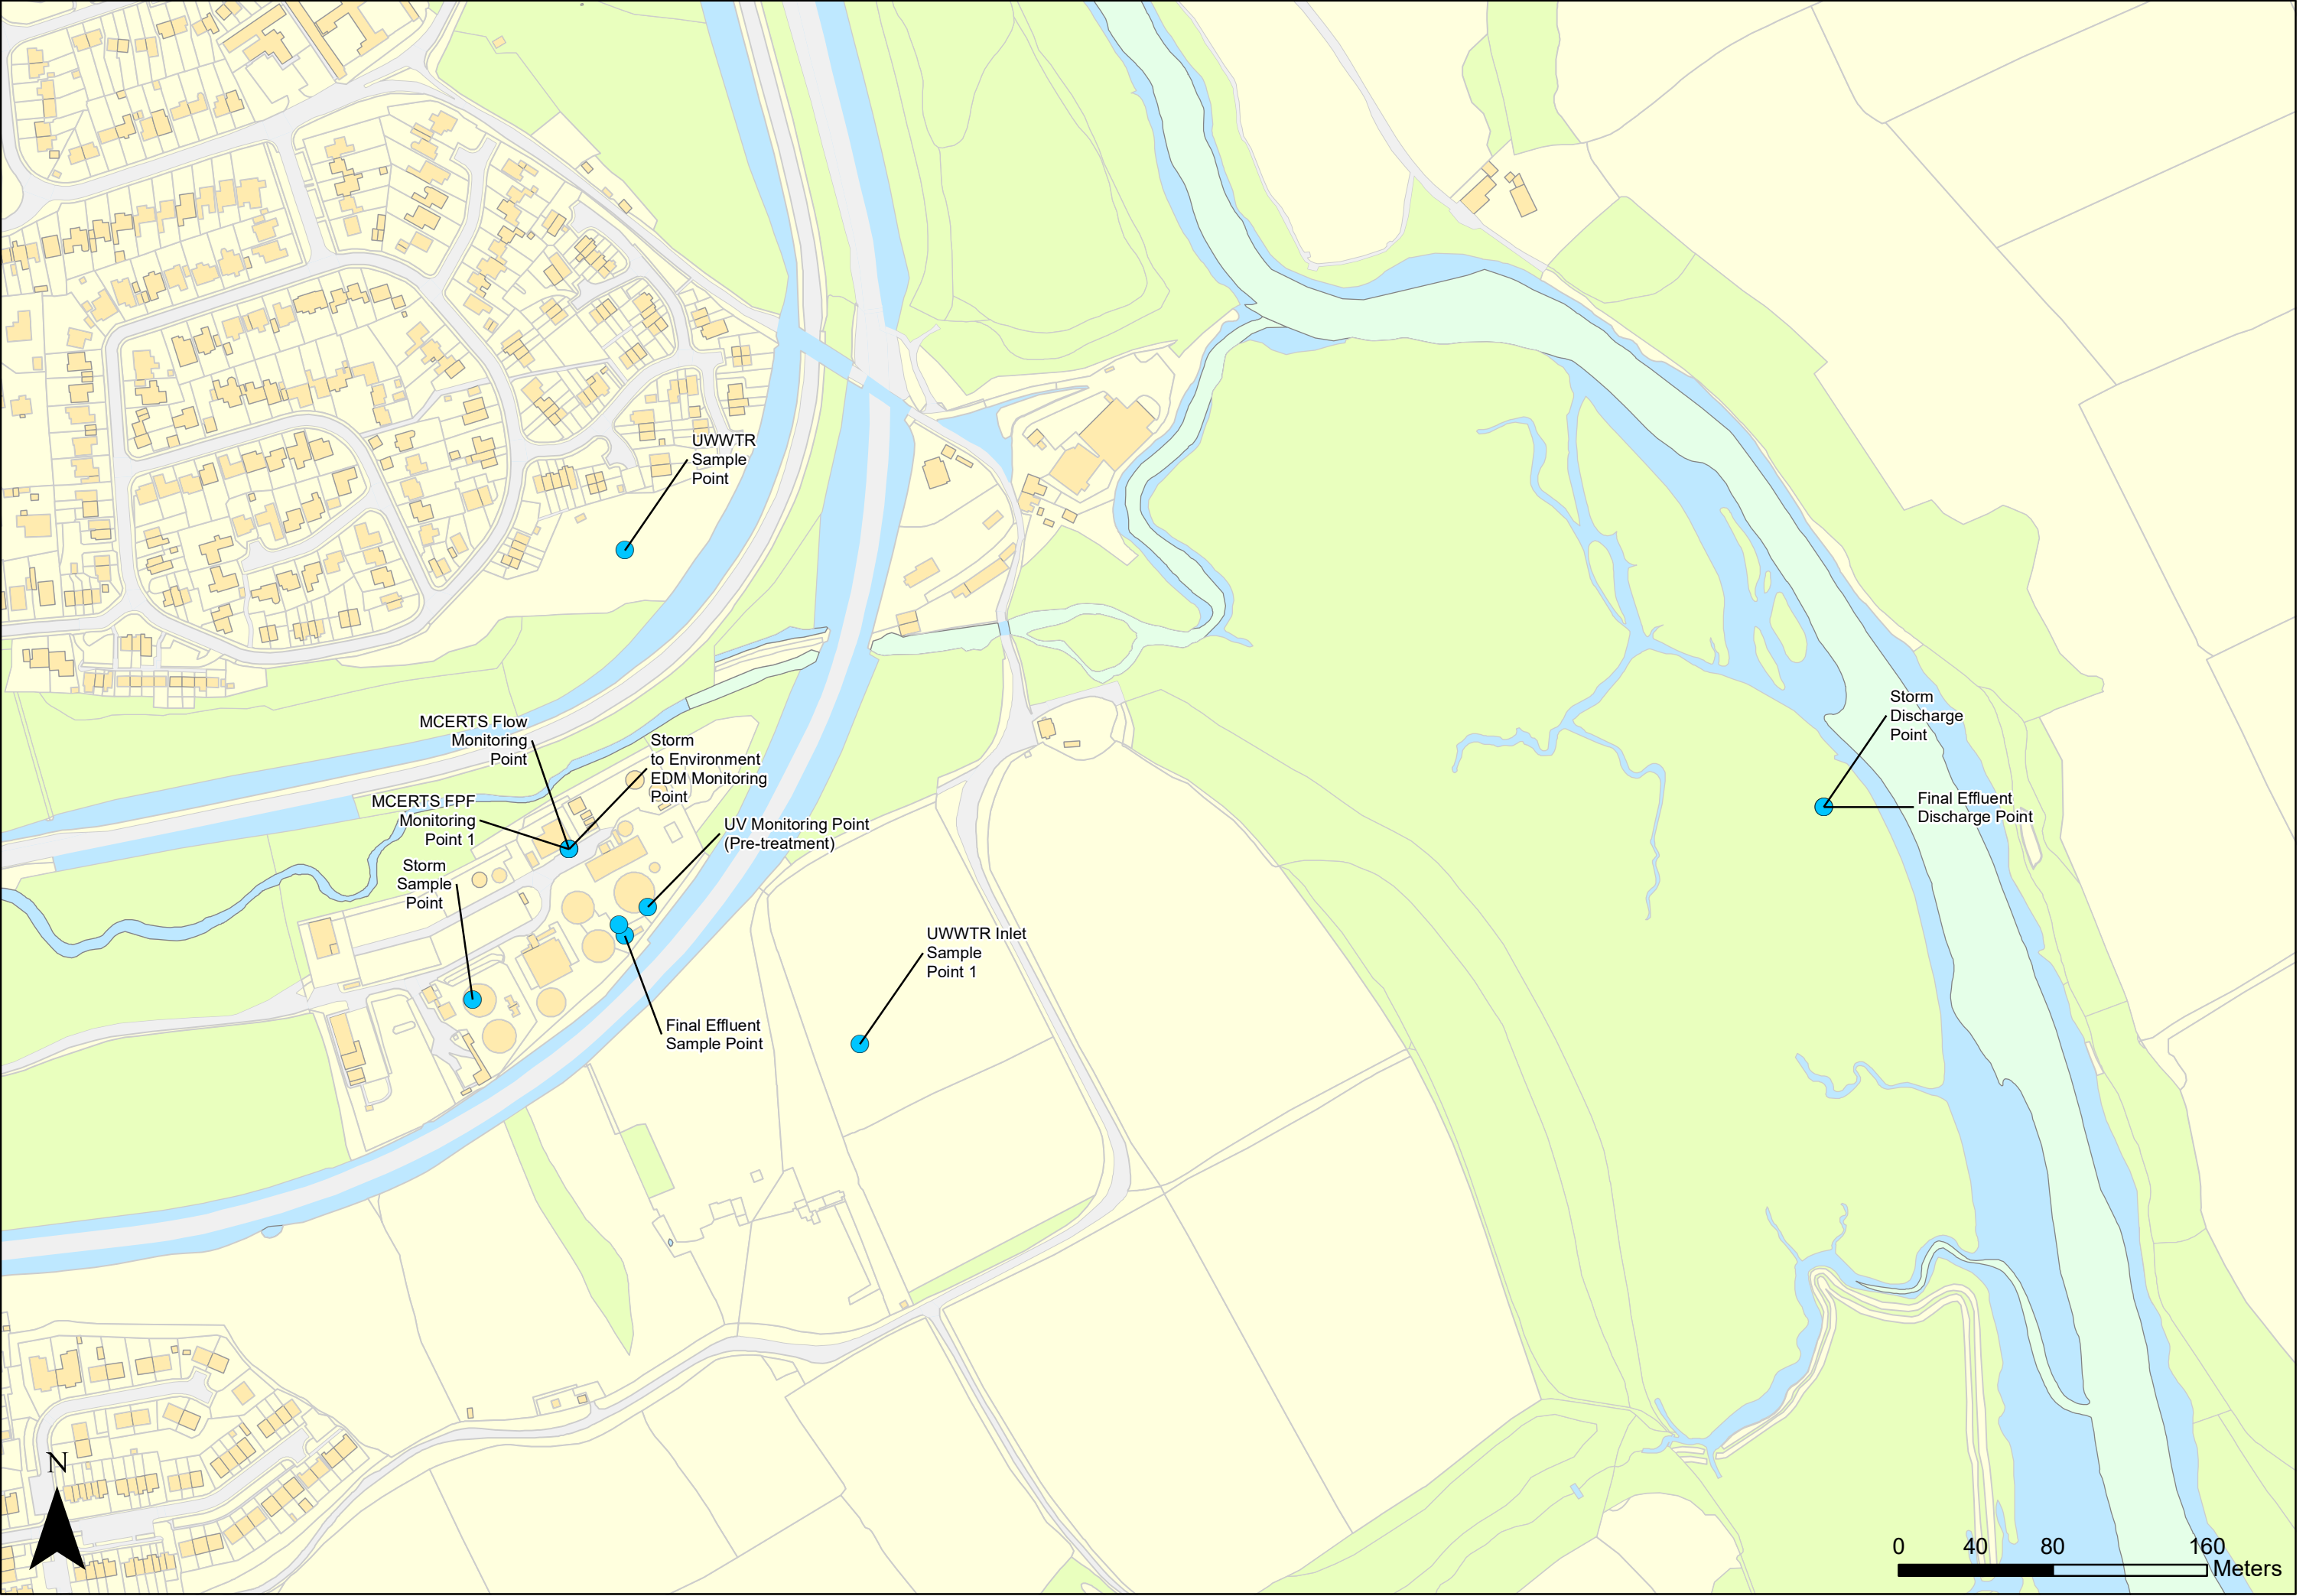 UWWTR
Sample
Point
MCERTS Flow
Monitoring
Point
Storm
to Environment
EDM Monitoring
Point
MCERTS FPF
Monitoring
Point 1
UV Monitoring Point
(Pre-treatment)
Storm
Sample
Point
Final Effluent
Sample Point
UWWTR Inlet
Sample
Point 1
Storm
Discharge
Point
Final Effluent
Discharge Point
N
0 40 80 160
Meters